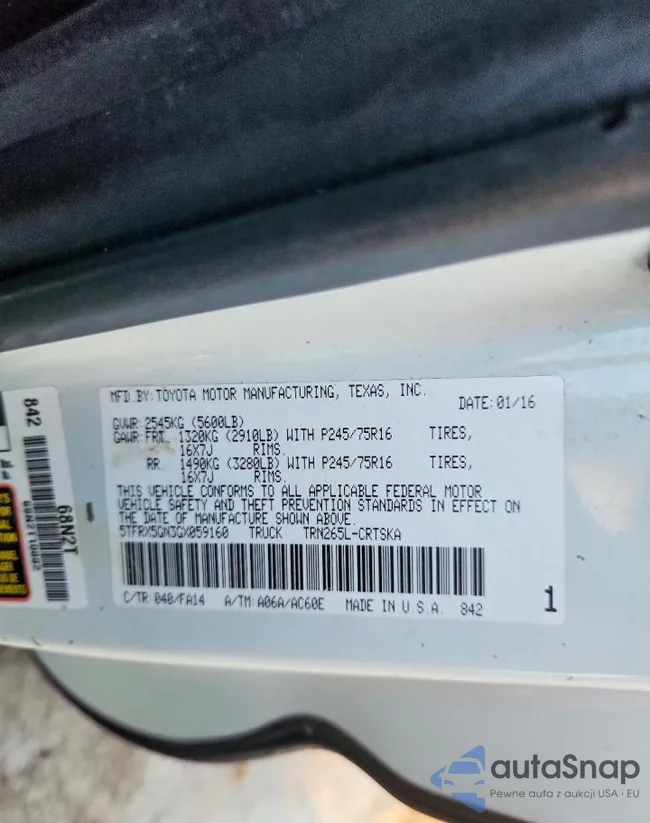 MFD BY: TOYOTA MOTOR MANUFACTURING, TEXAS, INC.
DATE: 01/16
GVWR: 2545KG (5600LB)
GAWR: FRT. 1320KG (2910LB) WITH P245/75R16 TIRES,
16X7J RIMS.
RR. 1490KG (3280LB) WITH P245/75R16 TIRES,
16X7J RIMS.
THIS VEHICLE CONFORMS TO ALL APPLICABLE FEDERAL MOTOR
VEHICLE SAFETY AND THEFT PREVENTION STANDARDS IN EFFECT ON
THE DATE OF MANUFACTURE SHOWN ABOVE.
5TFRX5GN3GX059160 TRUCK TRN265L-CRTSKA
C/TR: 040/FA14 A/TM: A06A/AC60E MADE IN U.S.A. 842
1
842
68N2T
autaSnap
Pewne auta z aukcji USA i EU